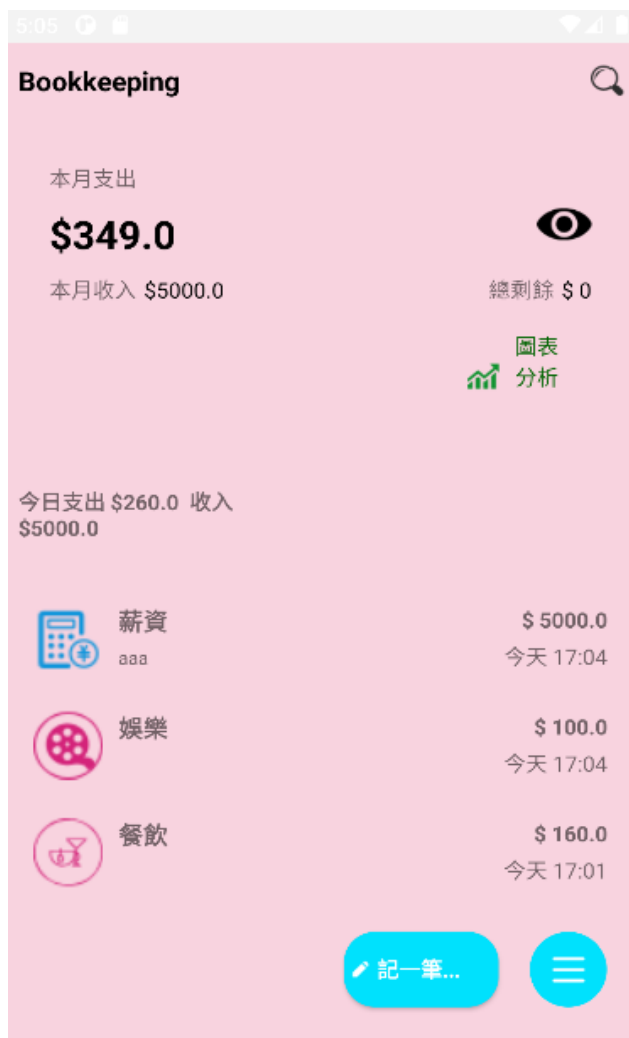 5:05
Bookkeeping
本月支出
$349.0
本月收入 $5000.0
總剩餘 $ 0
圖表
分析
今日支出 $260.0 收入
$5000.0
薪資
$ 5000.0
aaa
今天 17:04
娛樂
$ 100.0
今天 17:04
餐飲
$ 160.0
今天 17:01
記一筆...